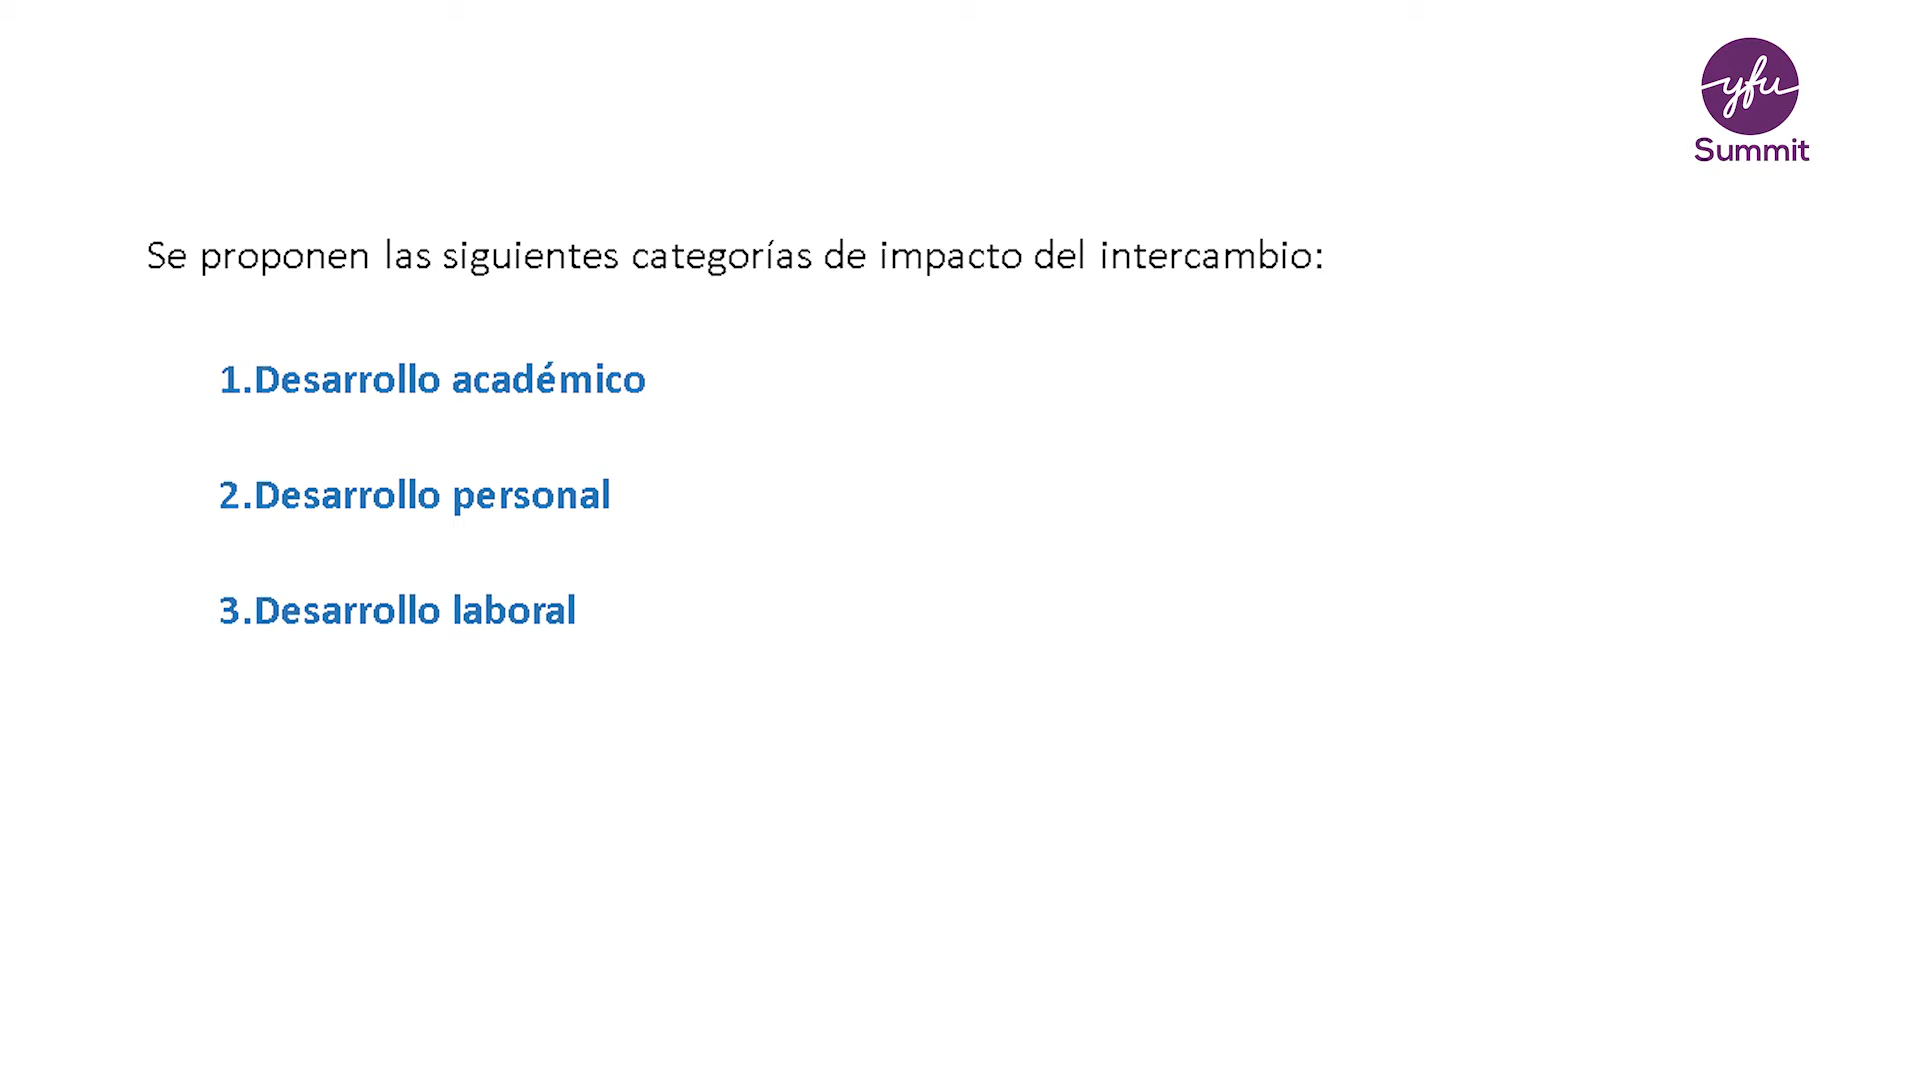 yfu
Summit
Se proponen las siguientes categorías de impacto del intercambio:
1.Desarrollo académico
2.Desarrollo personal
3.Desarrollo laboral